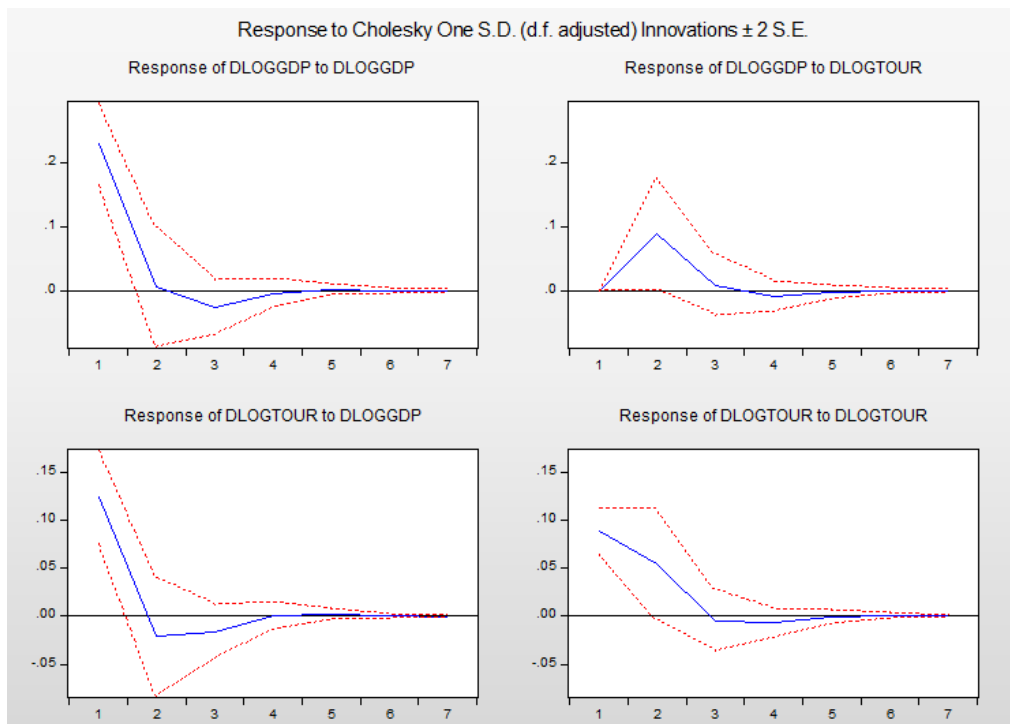 Response to Cholesky One S.D. (d.f. adjusted) Innovations ± 2 S.E.
Response of DLOGGDP to DLOGGDP
.2
.1
.0
1 2 3 4 5 6 7
Response of DLOGGDP to DLOGTOUR
.2
.1
.0
1 2 3 4 5 6 7
Response of DLOGTOUR to DLOGGDP
.15
.10
.05
.00
-.05
1 2 3 4 5 6 7
Response of DLOGTOUR to DLOGTOUR
.15
.10
.05
.00
-.05
1 2 3 4 5 6 7